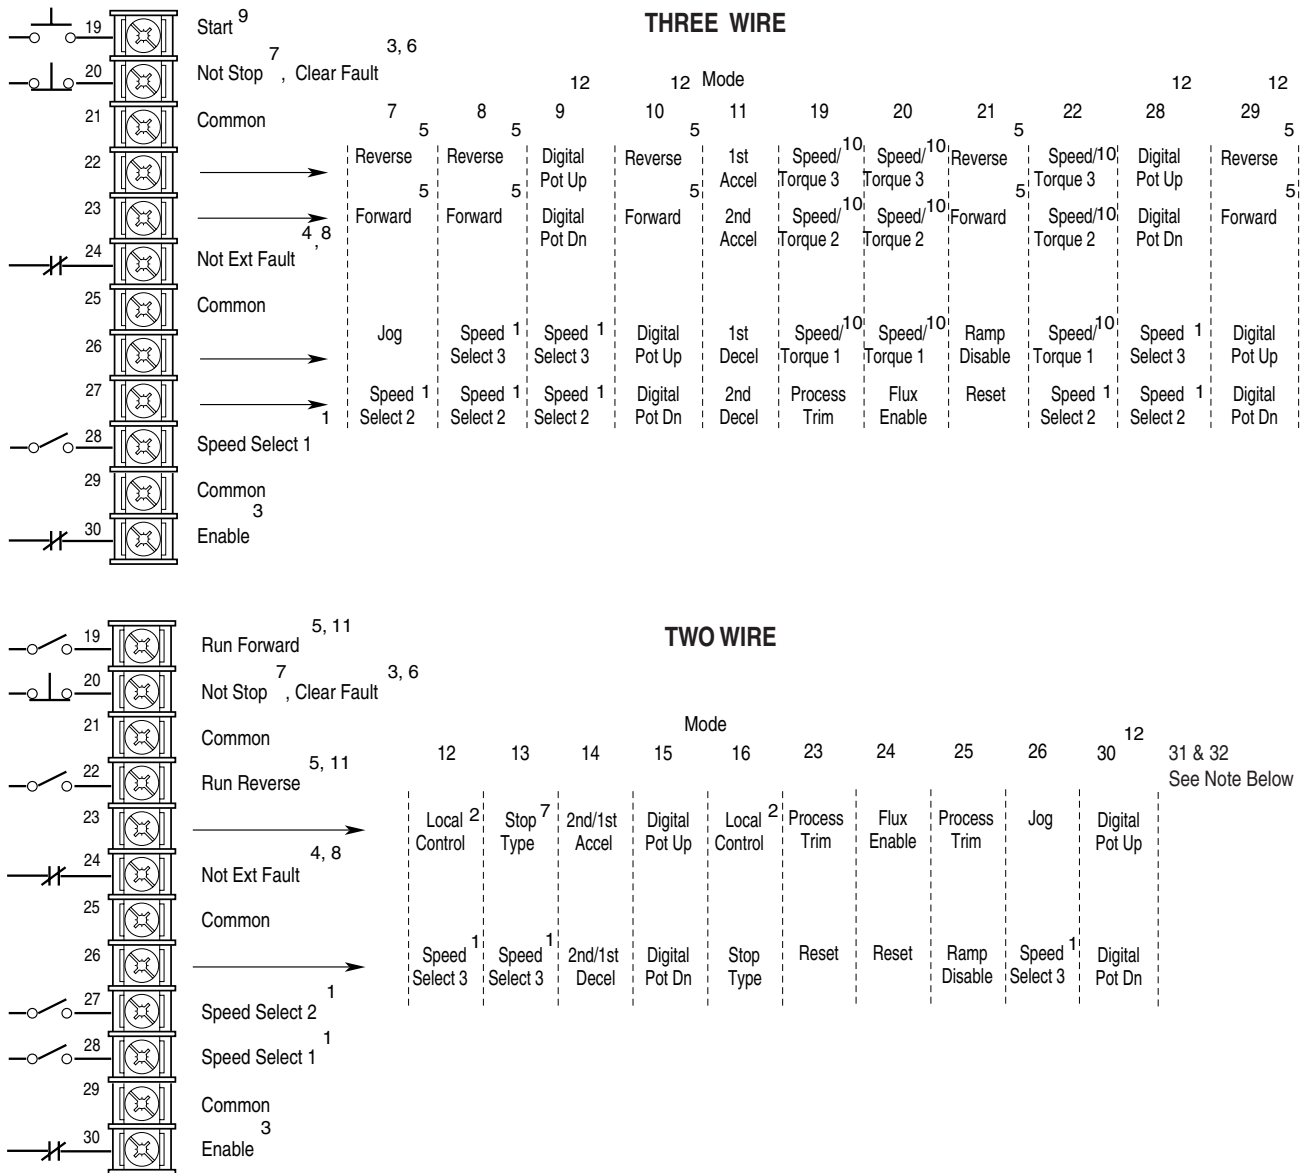 THREE WIRE
19 Start 9
20 Not Stop 7 , Clear Fault 3, 6
21 Common
22
23
24 Not Ext Fault 4, 8
25 Common
26
27
28 Speed Select 1 1
29 Common
30 Enable 3
Mode
7 8 9 12 10 12 11 19 20 21 22 28 12 29 12
Reverse 5 Reverse 5 Digital Reverse 5 1st Speed/ 10 Speed/ 10 Reverse 5 Speed/ 10 Digital Reverse 5
Pot Up Accel Torque 3 Torque 3 Torque 3 Pot Up
Forward 5 Forward 5 Digital Forward 5 2nd Speed/ 10 Speed/ 10 Forward 5 Speed/ 10 Digital Forward 5
Pot Dn Accel Torque 2 Torque 2 Torque 2 Pot Dn
Jog Speed 1 Speed 1 Digital 1st Speed/ 10 Speed/ 10 Ramp Speed/ 10 Speed 1 Digital
Select 3 Select 3 Pot Up Decel Torque 1 Torque 1 Disable Torque 1 Select 3 Pot Up
Speed 1 Speed 1 Speed 1 Digital 2nd Process Flux Reset Speed 1 Speed 1 Digital
Select 2 Select 2 Select 2 Pot Dn Decel Trim Enable Select 2 Select 2 Pot Dn
TWO WIRE
19 Run Forward 5, 11
20 Not Stop 7 , Clear Fault 3, 6
21 Common
22 Run Reverse 5, 11
23
24 Not Ext Fault 4, 8
25 Common
26
27 Speed Select 2 1
28 Speed Select 1 1
29 Common
30 Enable 3
Mode
12 13 14 15 16 23 24 25 26 30 12 31 & 32
See Note Below
Local 2 Stop 7 2nd/1st Digital Local 2 Process Flux Process Jog Digital
Control Type Accel Pot Up Control Trim Enable Trim Pot Up
Speed 1 Speed 1 2nd/1st Digital Stop Reset Reset Ramp Speed 1 Digital
Select 3 Select 3 Decel Pot Dn Type Disable Select 3 Pot Dn